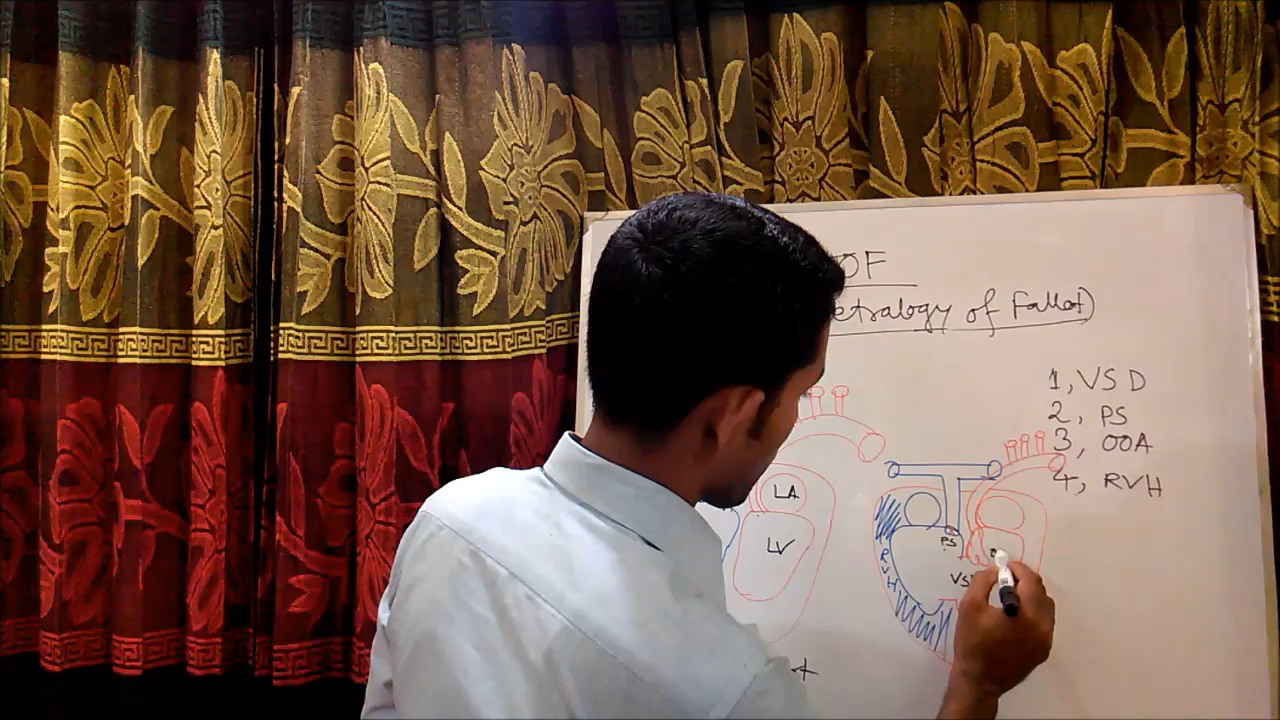 OF
etralogy of Fallot)
1, VSD
2, PS
3, OOA
4, RVH
LA
LV
PS
RVH
VS